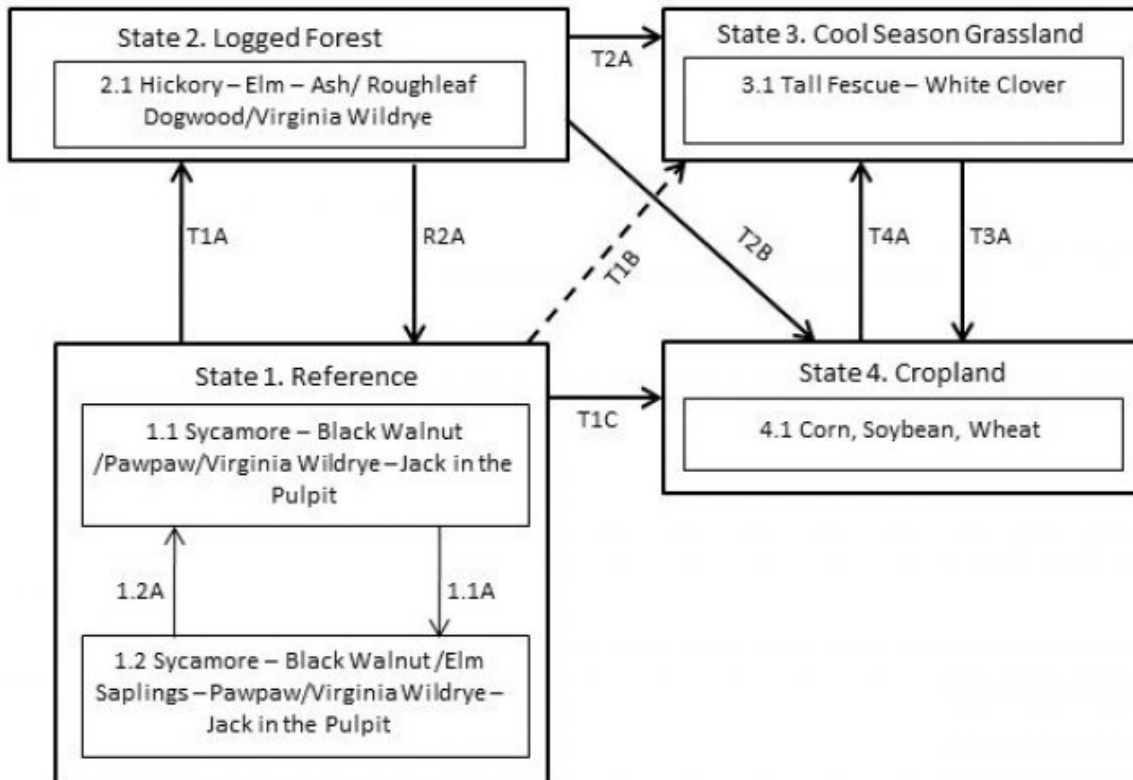 State 2. Logged Forest
2.1 Hickory – Elm – Ash/ Roughleaf
Dogwood/Virginia Wildrye
T2A
State 3. Cool Season Grassland
3.1 Tall Fescue – White Clover
T1A
R2A
T1B
T2B
T4A
T3A
State 1. Reference
1.1 Sycamore – Black Walnut
/Pawpaw/Virginia Wildrye – Jack in the
Pulpit
1.2A
1.1A
1.2 Sycamore – Black Walnut /Elm
Saplings – Pawpaw/Virginia Wildrye –
Jack in the Pulpit
T1C
State 4. Cropland
4.1 Corn, Soybean, Wheat